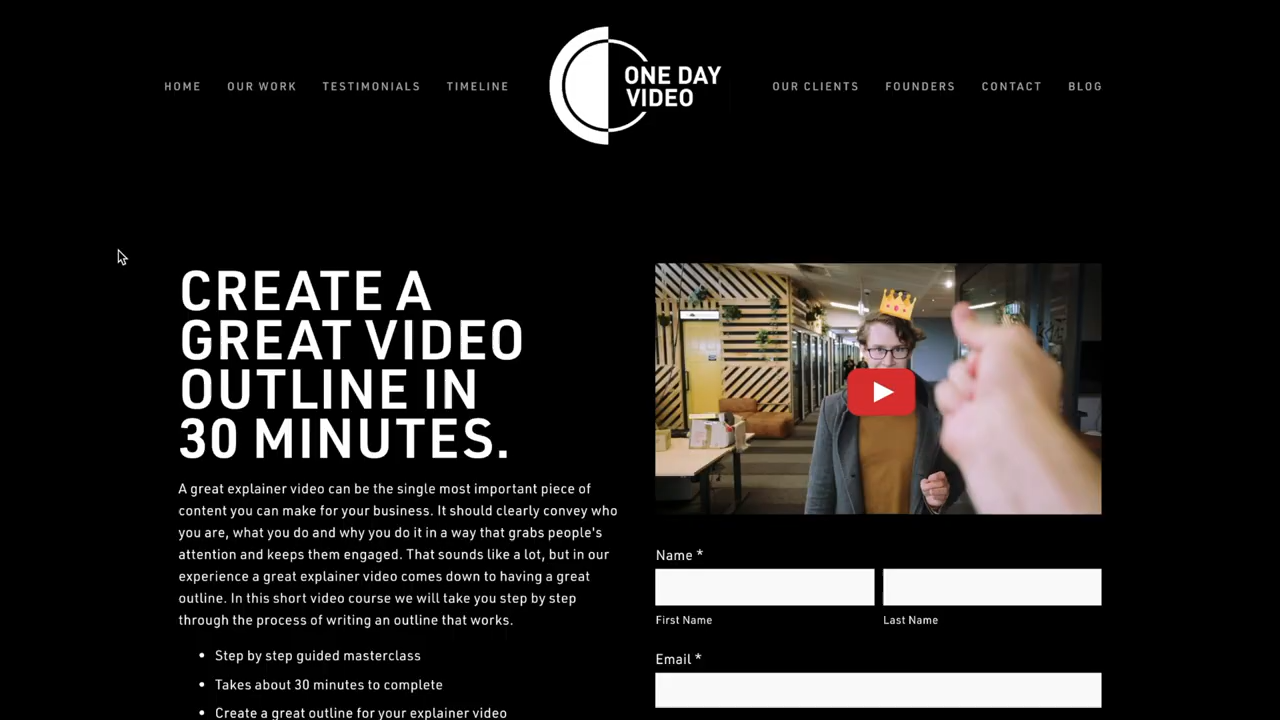 HOME OUR WORK TESTIMONIALS TIMELINE ONE DAY VIDEO OUR CLIENTS FOUNDERS CONTACT BLOG
CREATE A
GREAT VIDEO
OUTLINE IN
30 MINUTES.
A great explainer video can be the single most important piece of
content you can make for your business. It should clearly convey who
you are, what you do and why you do it in a way that grabs people's
attention and keeps them engaged. That sounds like a lot, but in our
experience a great explainer video comes down to having a great
outline. In this short video course we will take you step by step
through the process of writing an outline that works.
• Step by step guided masterclass
• Takes about 30 minutes to complete
• Create a great outline for your explainer video
Name *
First Name Last Name
Email *